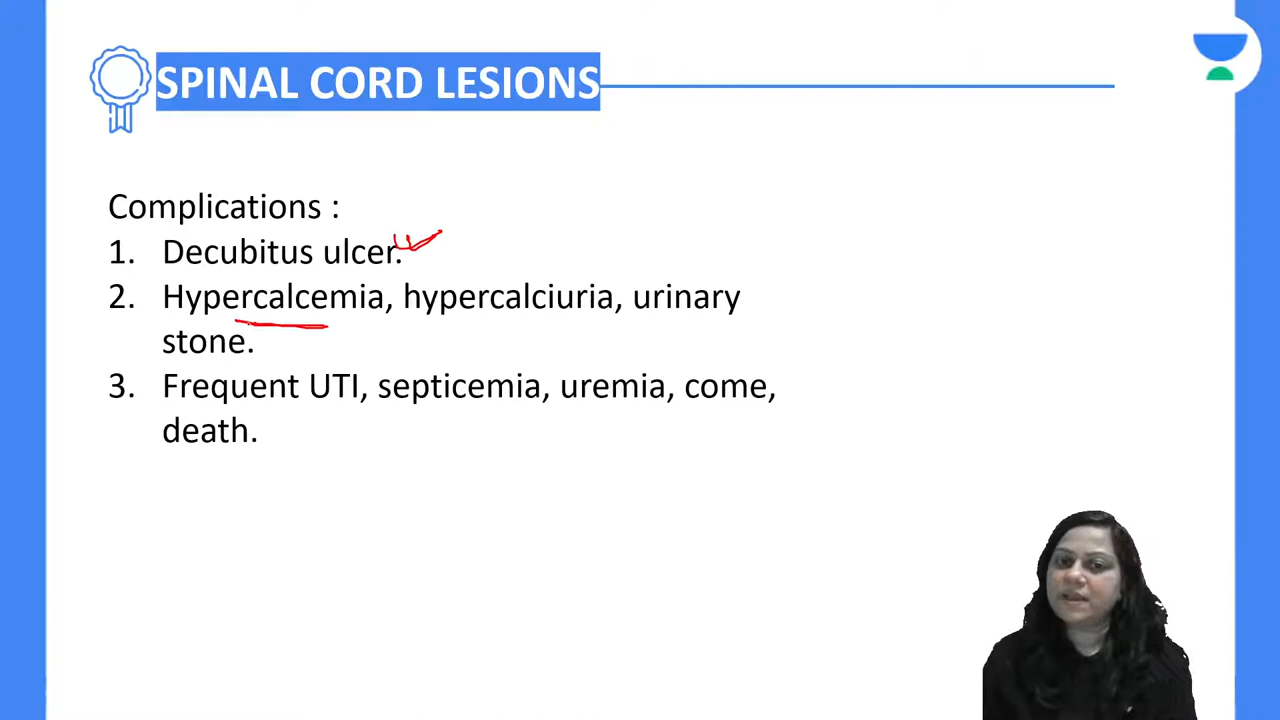 SPINAL CORD LESIONS
Complications :
1. Decubitus ulcer.
2. Hypercalcemia, hypercalciuria, urinary
stone.
3. Frequent UTI, septicemia, uremia, come,
death.